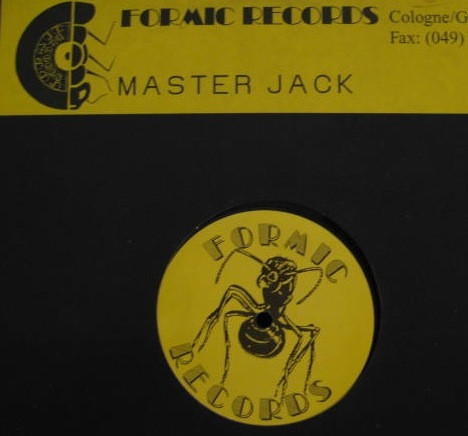 FORMIC RECORDS
Cologne/G
Fax: (049)
MASTER JACK
FORMIC
RECORDS